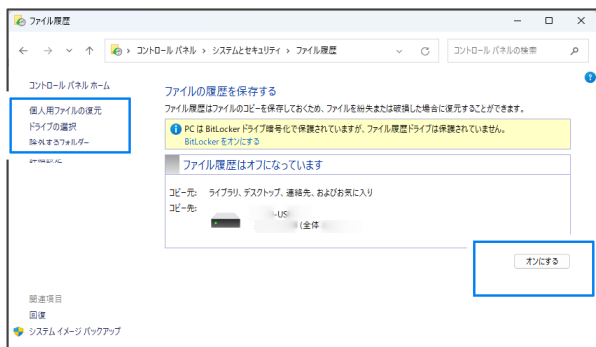 ファイル履歴
コントロール パネル › システムとセキュリティ › ファイル履歴
コントロール パネルの検索
コントロール パネル ホーム
個人用ファイルの復元
ドライブの選択
除外するフォルダー
詳細設定
ファイルの履歴を保存する
ファイル履歴はファイルのコピーを保存しておくため、ファイルを紛失または破損した場合に復元することができます。
PC は BitLocker ドライブ暗号化で保護されていますが、ファイル履歴ドライブは保護されていません。
BitLocker をオンにする
ファイル履歴はオフになっています
コピー元: ライブラリ、デスクトップ、連絡先、およびお気に入り
コピー先:
-US
(全体
オンにする
関連項目
回復
システム イメージ バックアップ